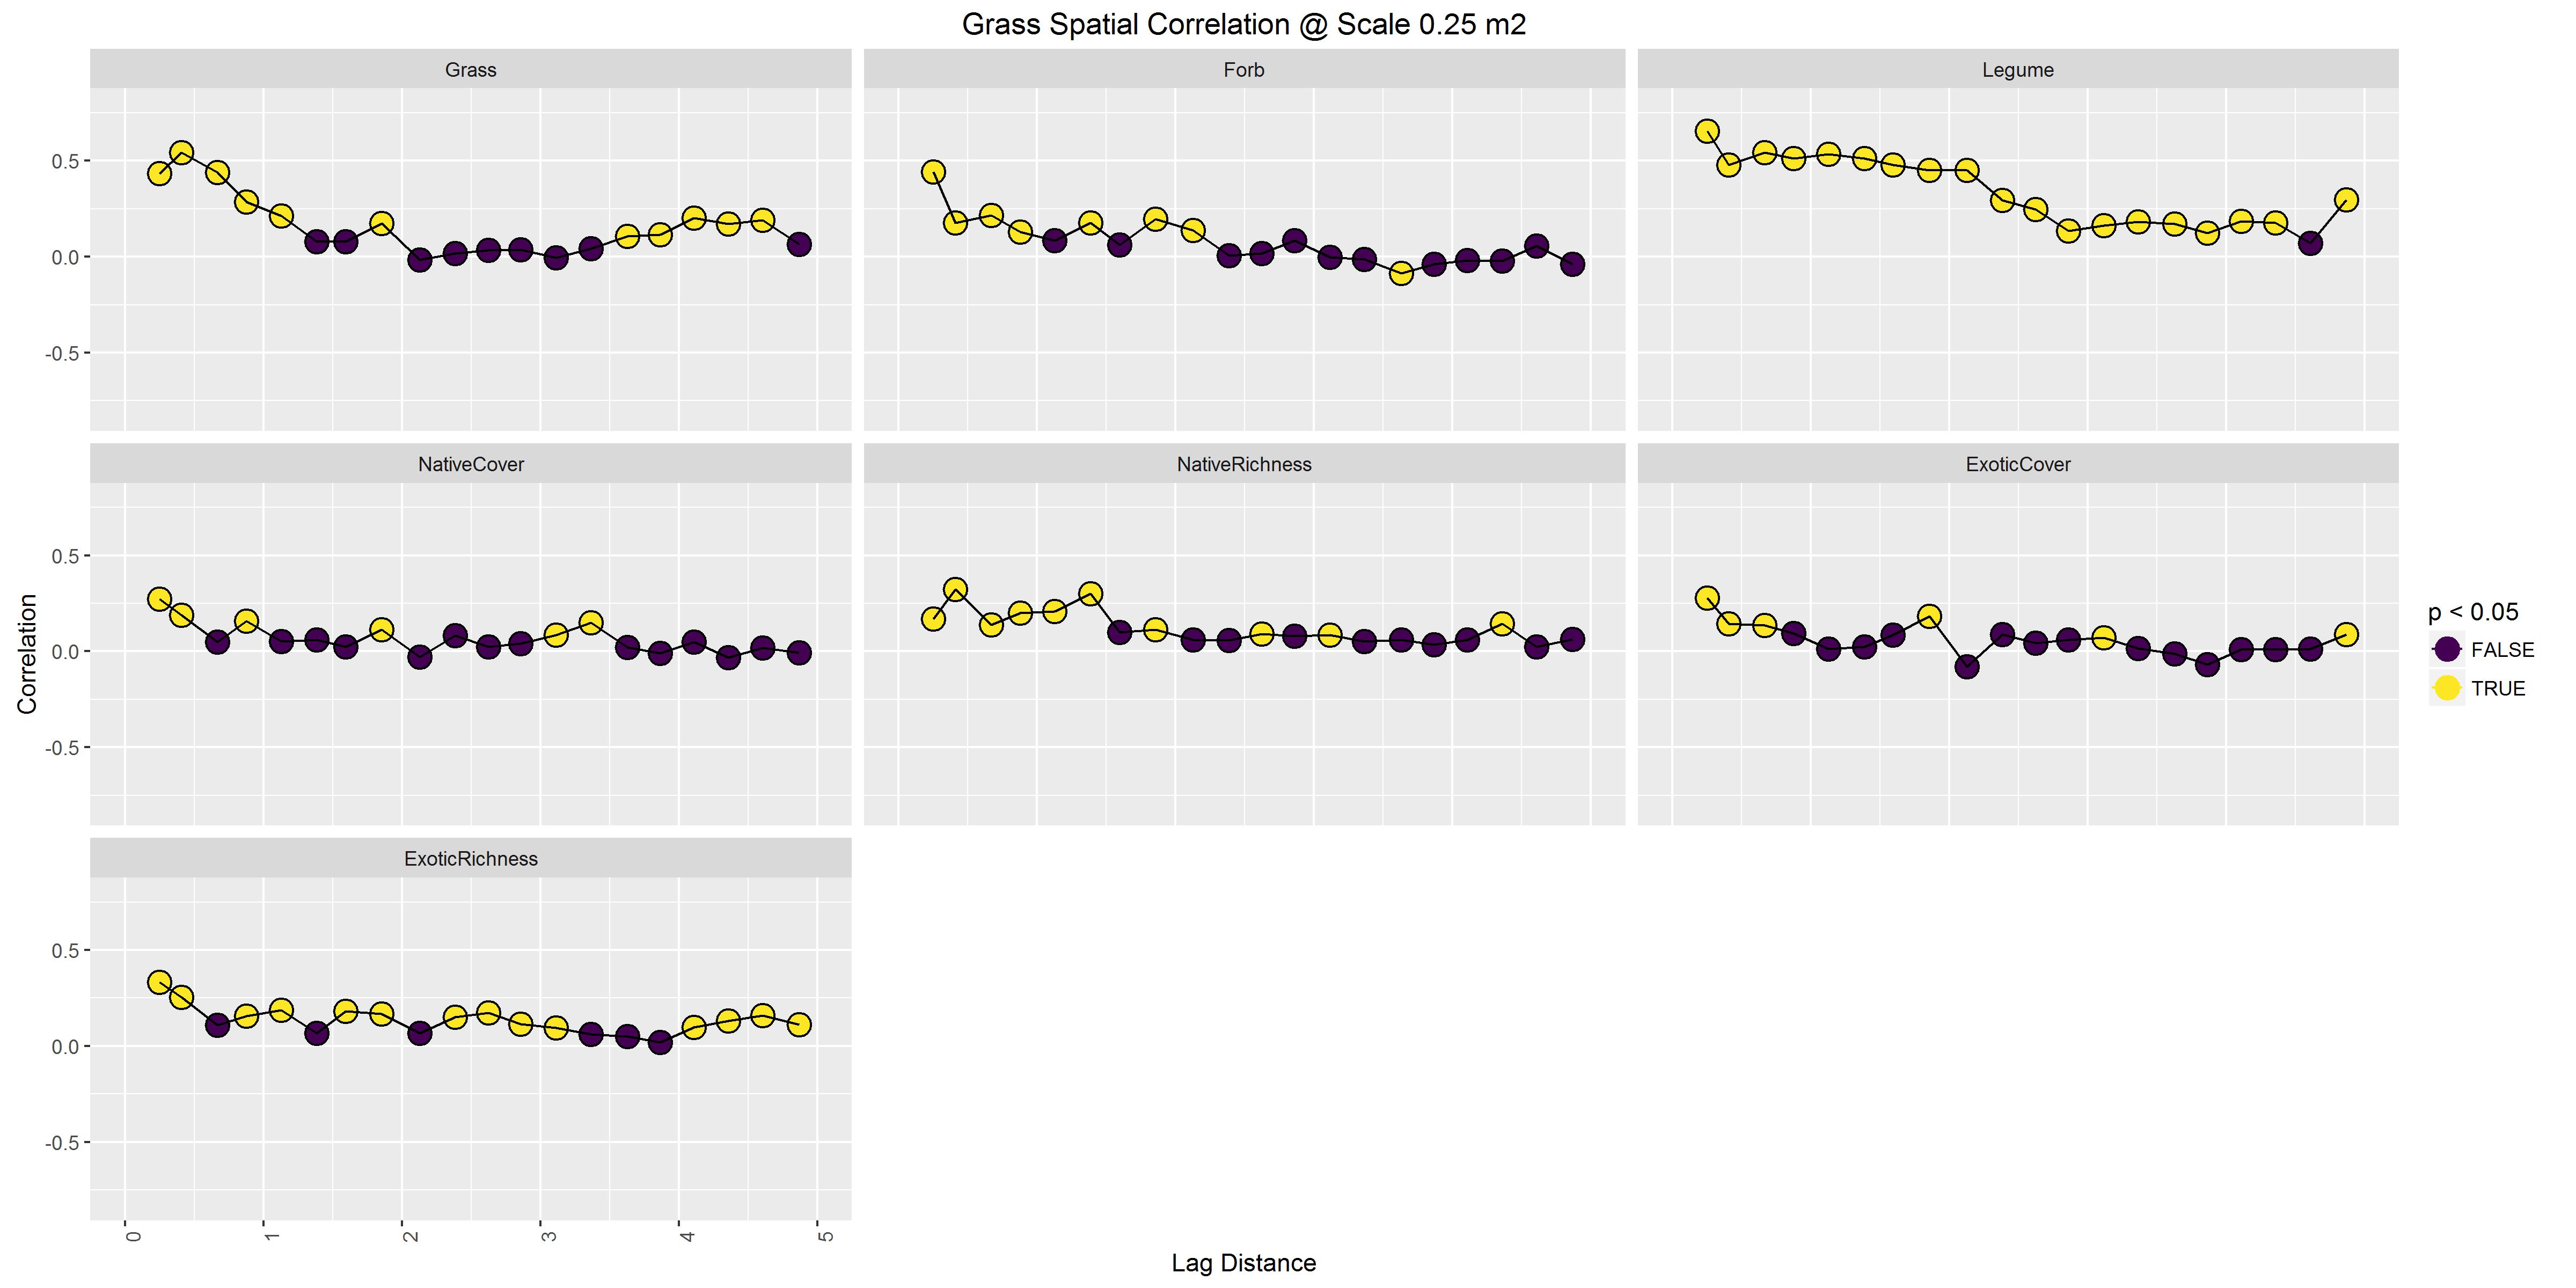 Grass Spatial Correlation @ Scale 0.25 m2
Grass
Forb
Legume
0.5
0.0
-0.5
NativeCover
NativeRichness
ExoticCover
0.5
0.0
-0.5
Correlation
p < 0.05
FALSE
TRUE
ExoticRichness
0.5
0.0
-0.5
0
1
2
3
4
5
Lag Distance